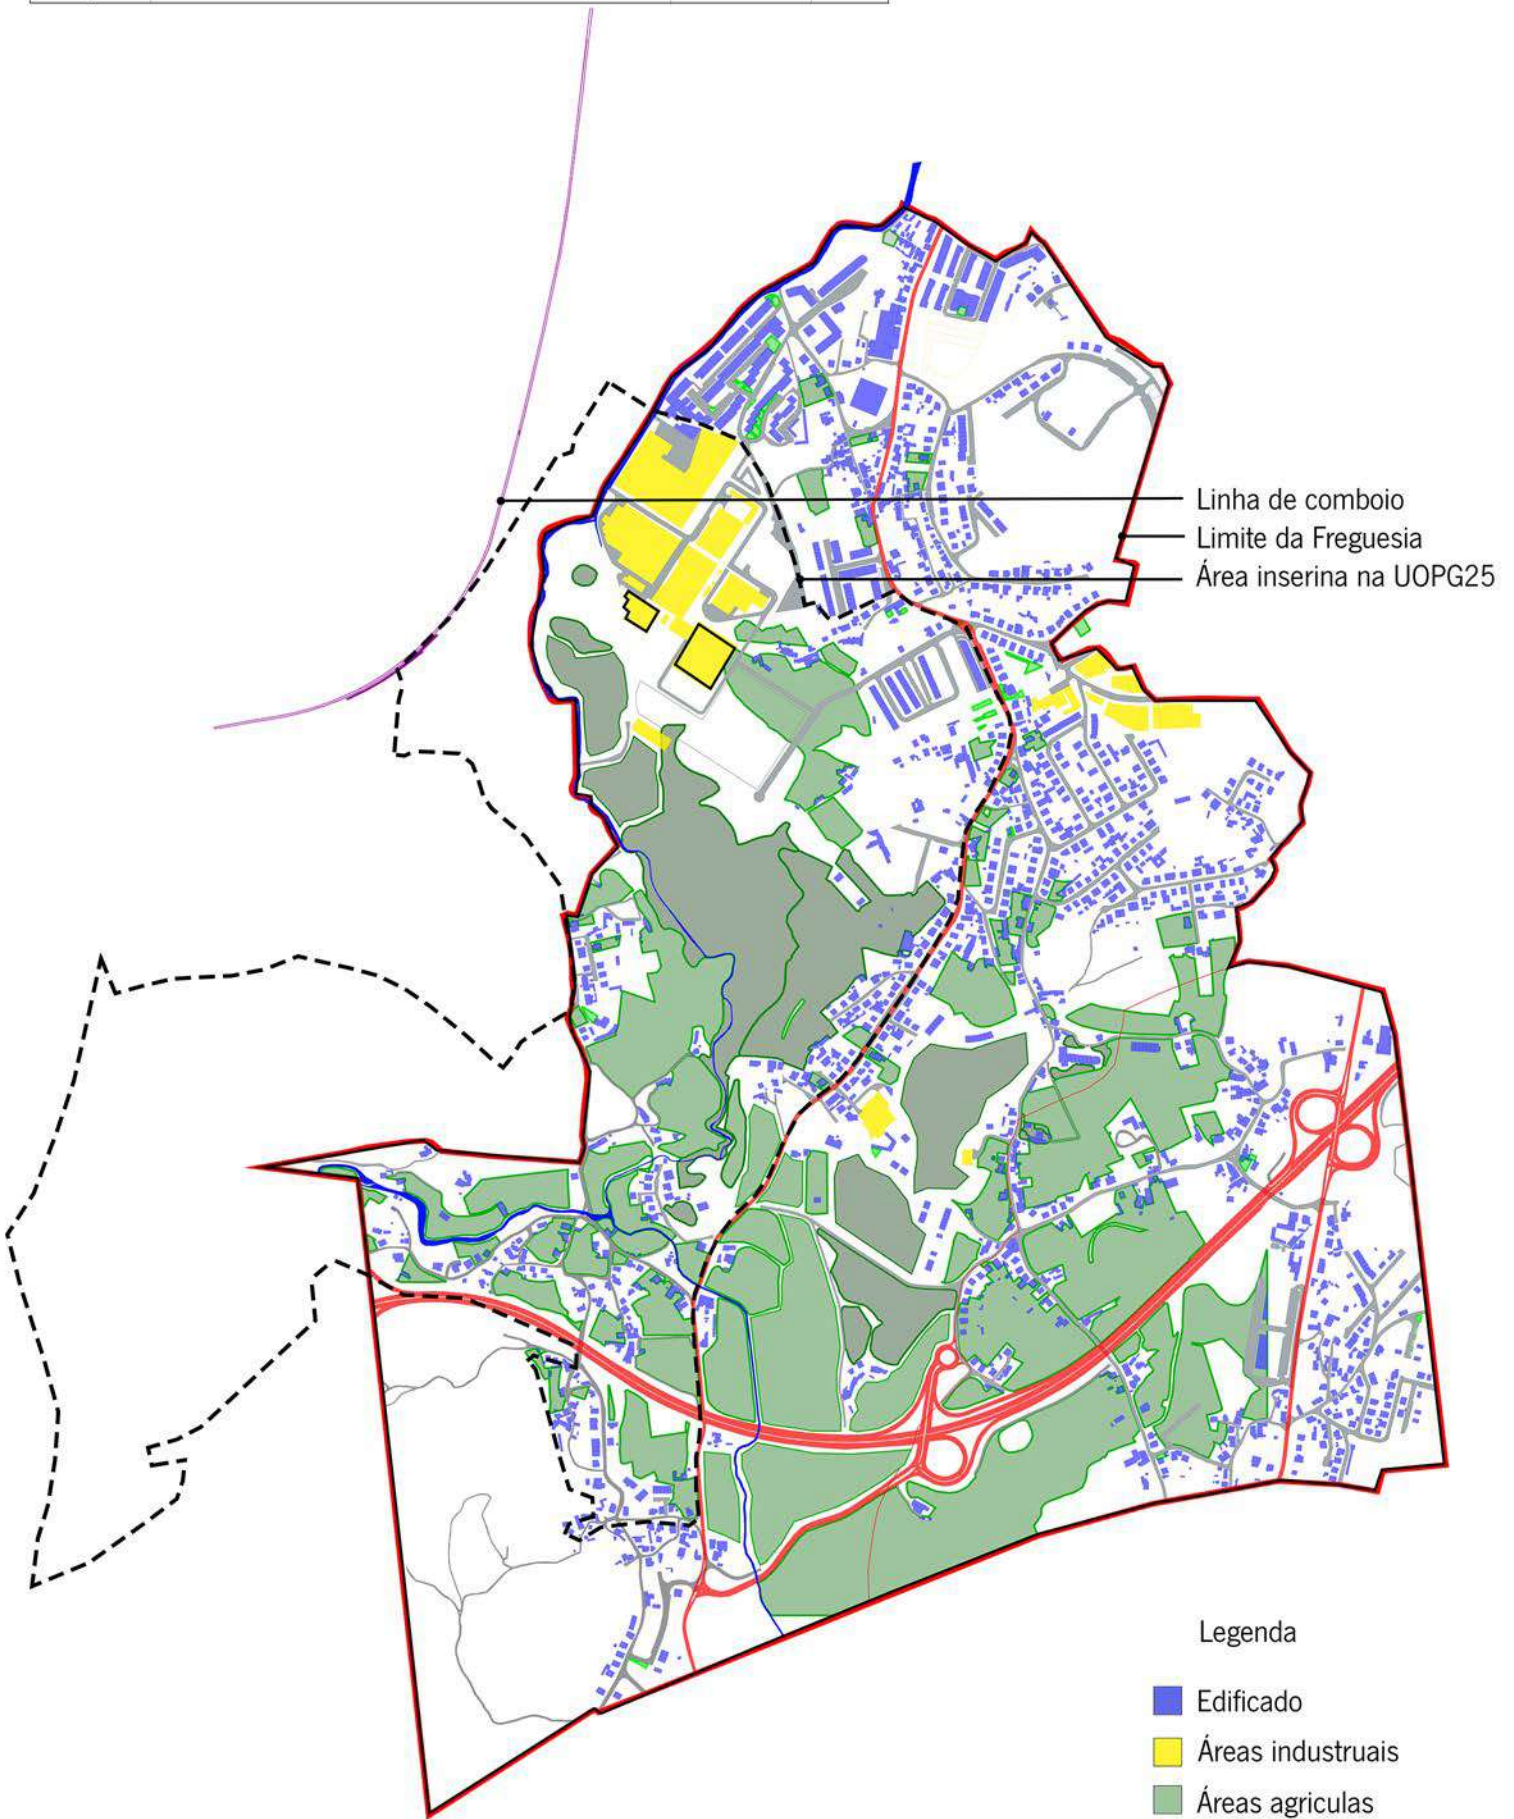 Linha de comboio
Limite da Freguesia
Área inserina na UOPG25
Legenda
Edificado
Áreas industruais
Áreas agriculas